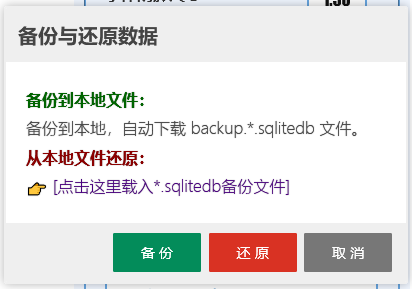 备份与还原数据
备份到本地文件：
备份到本地，自动下载 backup.*.sqlitedb 文件。
从本地文件还原：
[点击这里载入*.sqlitedb备份文件]
备 份
还 原
取 消